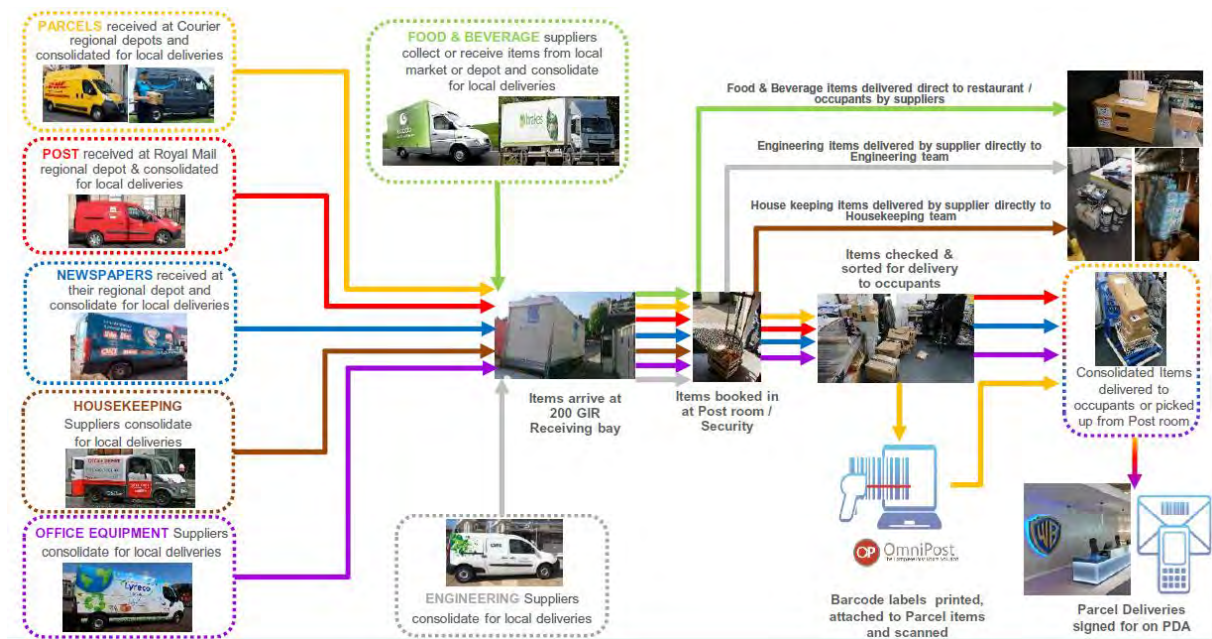 PARCELS received at Courier
regional depots and
consolidated for local deliveries
POST received at Royal Mail
regional depot & consolidated
for local deliveries
NEWSPAPERS received at
their regional depot and
consolidate for local deliveries
HOUSEKEEPING
Suppliers consolidate
for local deliveries
OFFICE EQUIPMENT Suppliers
consolidate for local deliveries
Lyreco
FOOD & BEVERAGE suppliers
collect or receive items from local
market or depot and consolidate
for local deliveries
brakes
ENGINEERING Suppliers
consolidate for local deliveries
Items arrive at
200 GIR
Receiving bay
Items booked in
at Post room /
Security
Food & Beverage items delivered direct to restaurant /
occupants by suppliers
Engineering items delivered by supplier directly to
Engineering team
House keeping items delivered by supplier directly to
Housekeeping team
Items checked &
sorted for delivery
to occupants
OP OmniPost
Barcode labels printed,
attached to Parcel items
and scanned
Consolidated Items
delivered to
occupants or picked
up from Post room
WB
Parcel Deliveries
signed for on PDA